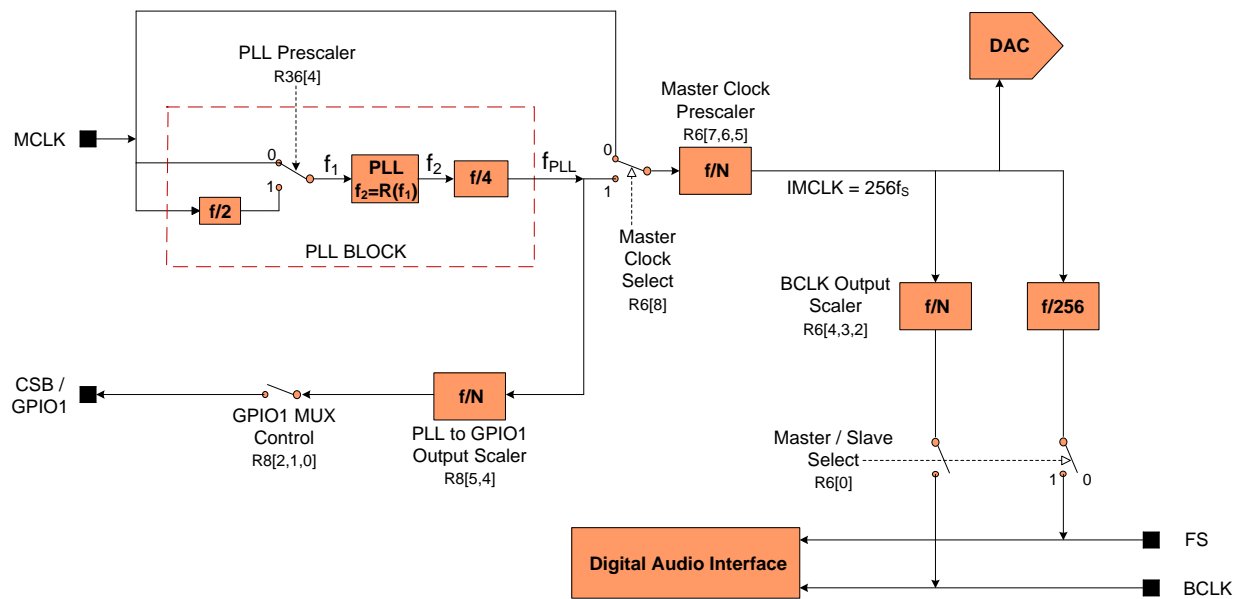 DAC
PLL Prescaler
R36[4]
Master Clock
Prescaler
R6[7,6,5]
MCLK
0
1
f1
PLL
f2=R(f1)
f2
f/4
fPLL
f/2
PLL BLOCK
0
1
f/N
IMCLK = 256fS
Master
Clock
Select
R6[8]
BCLK Output
Scaler
R6[4,3,2]
f/N
f/256
CSB /
GPIO1
GPIO1 MUX
Control
R8[2,1,0]
f/N
PLL to GPIO1
Output Scaler
R8[5,4]
Master / Slave
Select
R6[0]
1
0
Digital Audio Interface
FS
BCLK